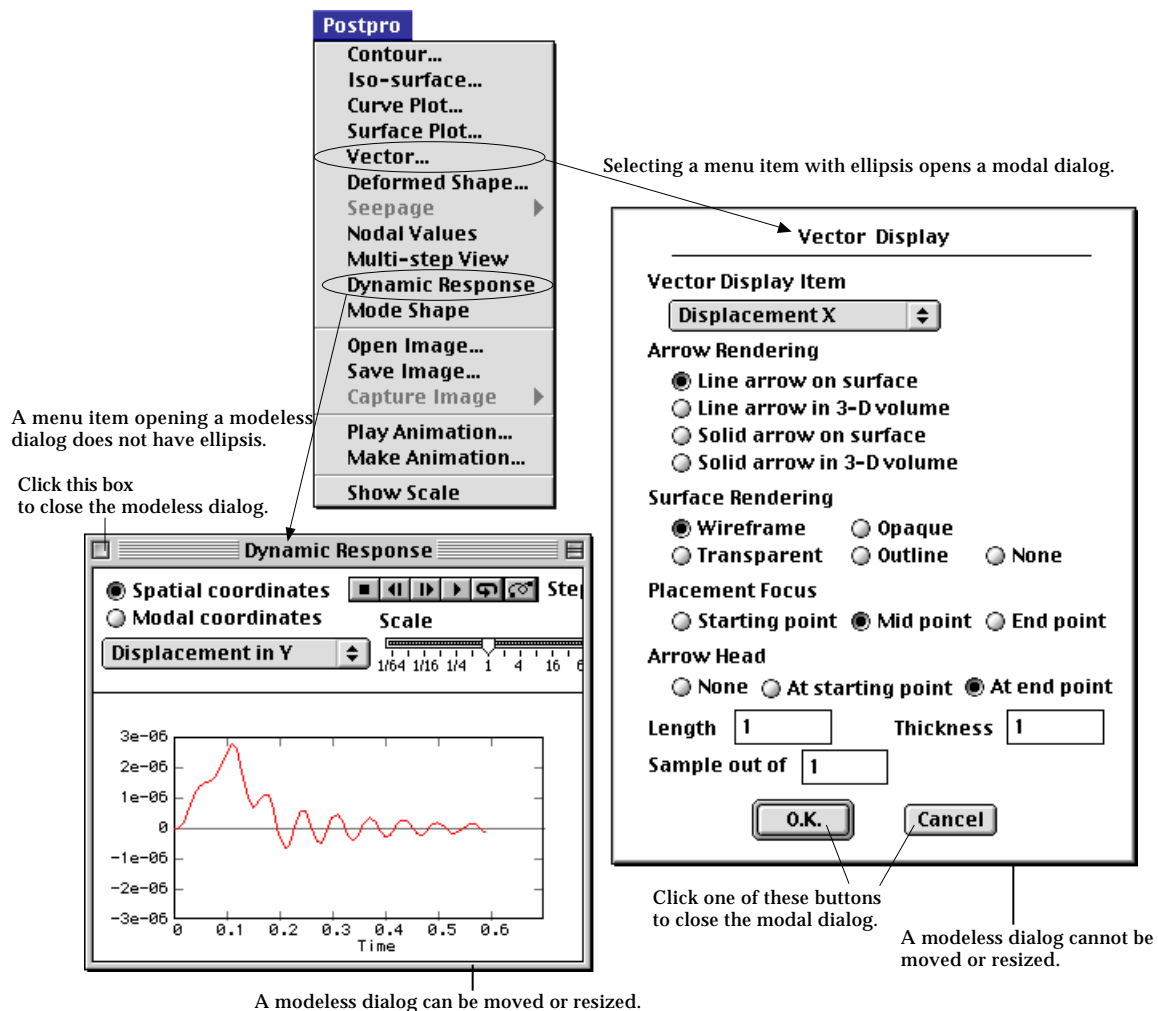 Postpro
Contour...
Iso-surface...
Curve Plot...
Surface Plot...
Vector...
Deformed Shape...
Seepage
Nodal Values
Multi-step View
Dynamic Response
Mode Shape
Open Image...
Save Image...
Capture Image
Play Animation...
Make Animation...
Show Scale
Selecting a menu item with ellipsis opens a modal dialog.
A menu item opening a modeless
dialog does not have ellipsis.
Click this box
to close the modeless dialog.
Dynamic Response
Spatial coordinates
Step
Modal coordinates
Scale
Displacement in Y
1/64 1/16 1/4 1 4 16 6
3e-06
2e-06
1e-06
0
-1e-06
-2e-06
-3e-06
0 0.1 0.2 0.3 0.4 0.5 0.6
Time
A modeless dialog can be moved or resized.
Vector Display
Vector Display Item
Displacement X
Arrow Rendering
Line arrow on surface
Line arrow in 3-D volume
Solid arrow on surface
Solid arrow in 3-D volume
Surface Rendering
Wireframe Opaque
Transparent Outline None
Placement Focus
Starting point Mid point End point
Arrow Head
None At starting point At end point
Length 1 Thickness 1
Sample out of 1
O.K. Cancel
Click one of these buttons
to close the modal dialog.
A modeless dialog cannot be
moved or resized.